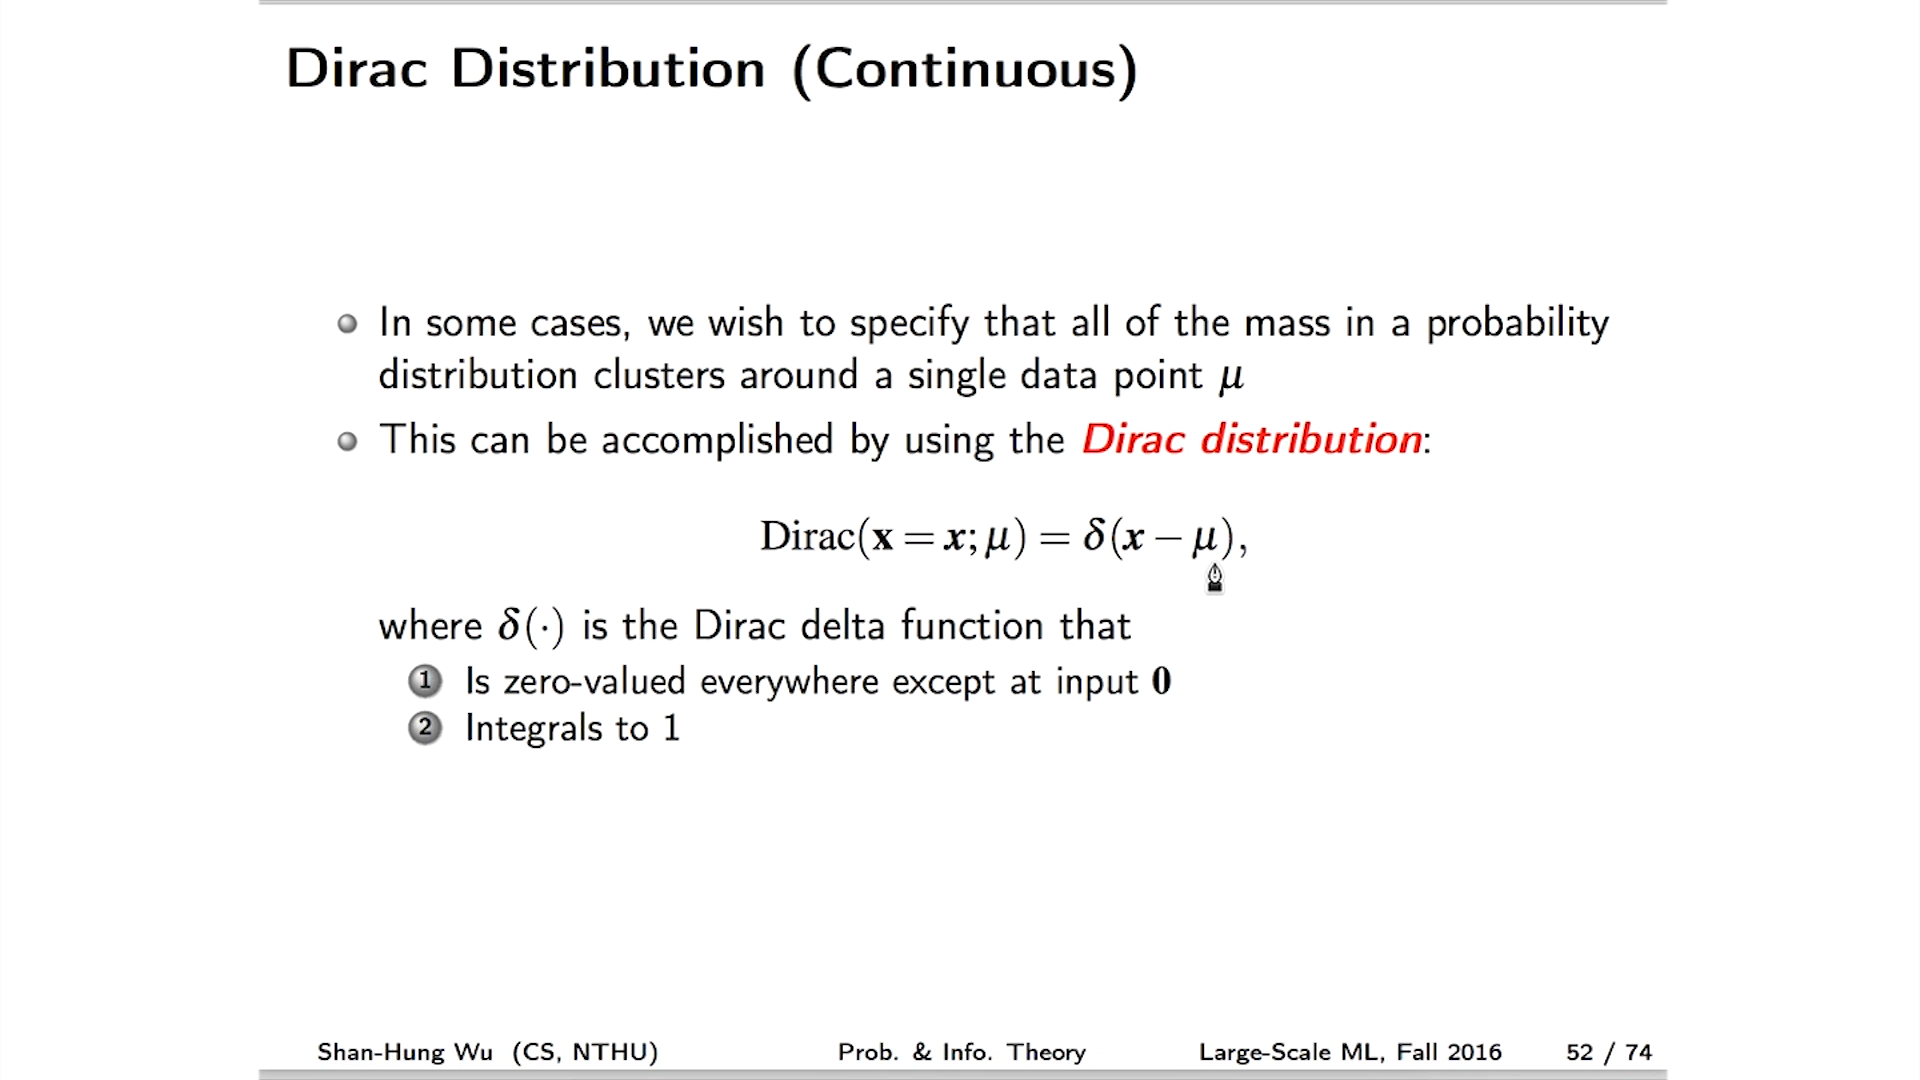 Dirac Distribution (Continuous)
In some cases, we wish to specify that all of the mass in a probability
distribution clusters around a single data point μ
This can be accomplished by using the Dirac distribution:
Dirac(x = x; μ) = δ(x − μ),
where δ(·) is the Dirac delta function that
1 Is zero-valued everywhere except at input 0
2 Integrals to 1
Shan-Hung Wu (CS, NTHU) Prob. & Info. Theory Large-Scale ML, Fall 2016 52 / 74